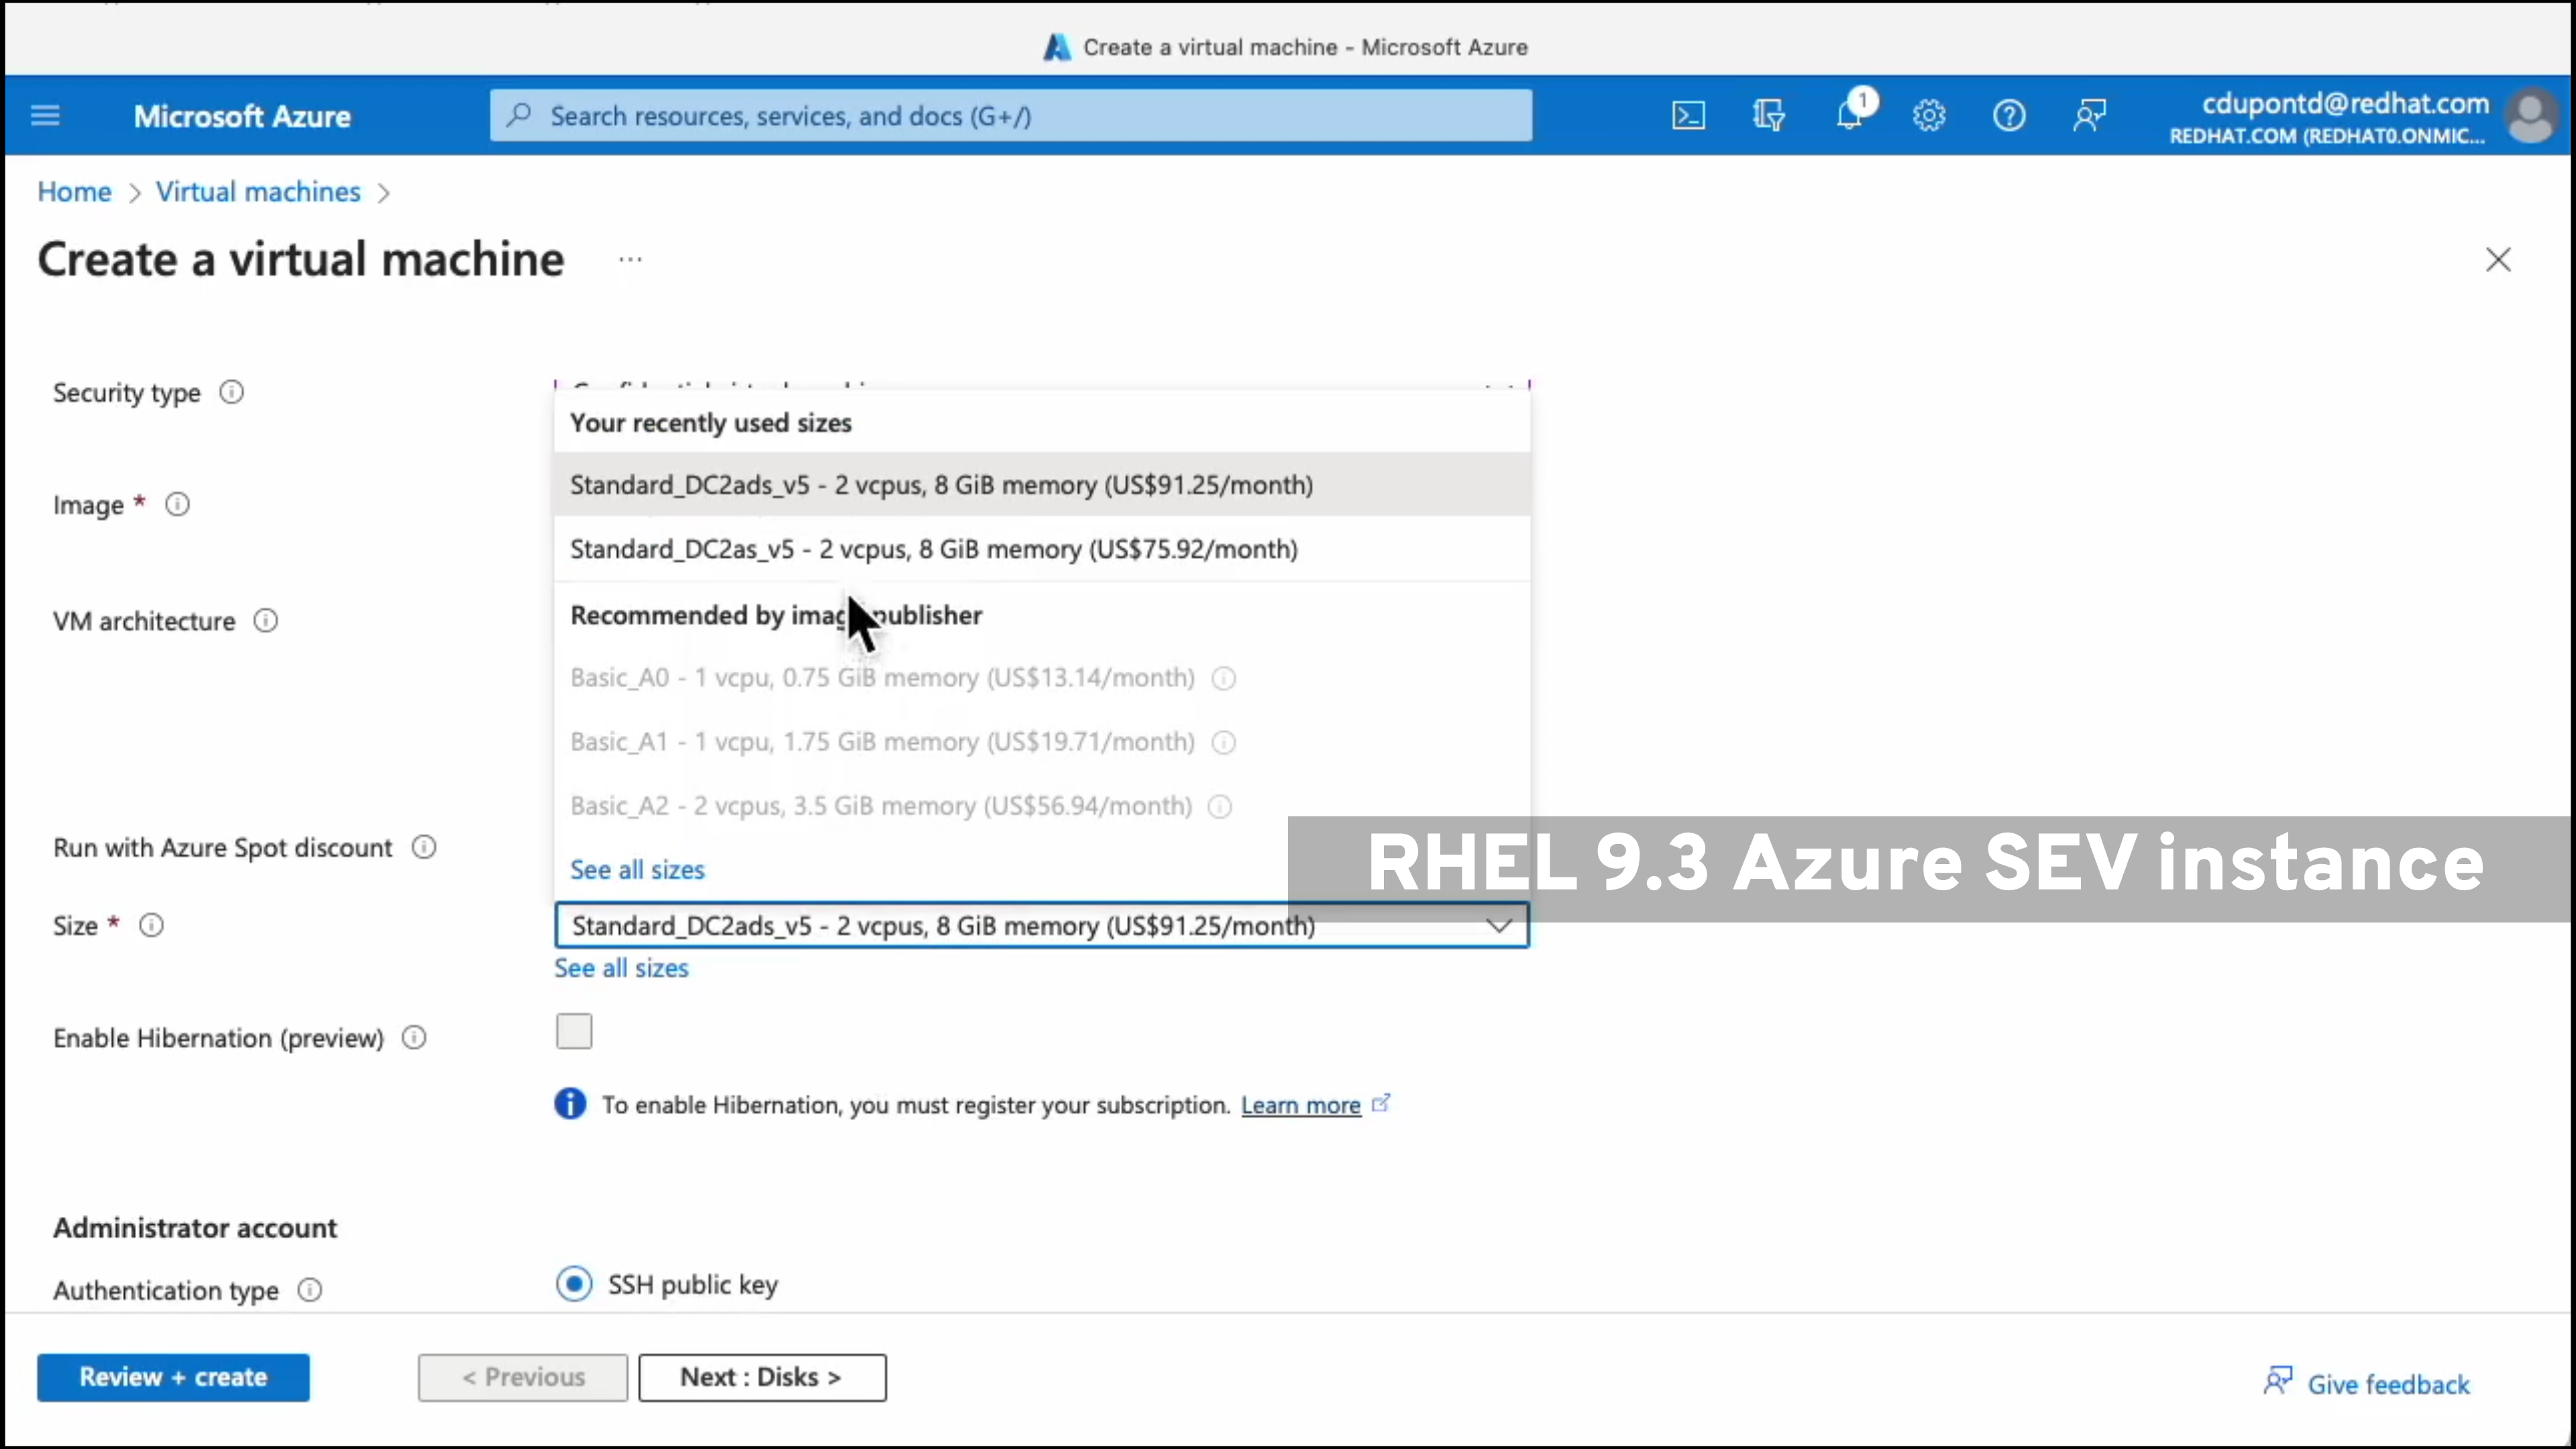 Create a virtual machine - Microsoft Azure
Microsoft Azure
Search resources, services, and docs (G+/)
1
cdupontd@redhat.com
REDHAT.COM (REDHAT0.ONMIC...
Home > Virtual machines >
Create a virtual machine ...
Security type
Your recently used sizes
Standard_DC2ads_v5 - 2 vcpus, 8 GiB memory (US$91.25/month)
Image *
Standard_DC2as_v5 - 2 vcpus, 8 GiB memory (US$75.92/month)
VM architecture
Recommended by image publisher
Basic_A0 - 1 vcpu, 0.75 GiB memory (US$13.14/month)
Basic_A1 - 1 vcpu, 1.75 GiB memory (US$19.71/month)
Basic_A2 - 2 vcpus, 3.5 GiB memory (US$56.94/month)
Run with Azure Spot discount
See all sizes
RHEL 9.3 Azure SEV instance
Size *
Standard_DC2ads_v5 - 2 vcpus, 8 GiB memory (US$91.25/month)
See all sizes
Enable Hibernation (preview)
To enable Hibernation, you must register your subscription. Learn more
Administrator account
Authentication type
SSH public key
Review + create
< Previous
Next : Disks >
Give feedback